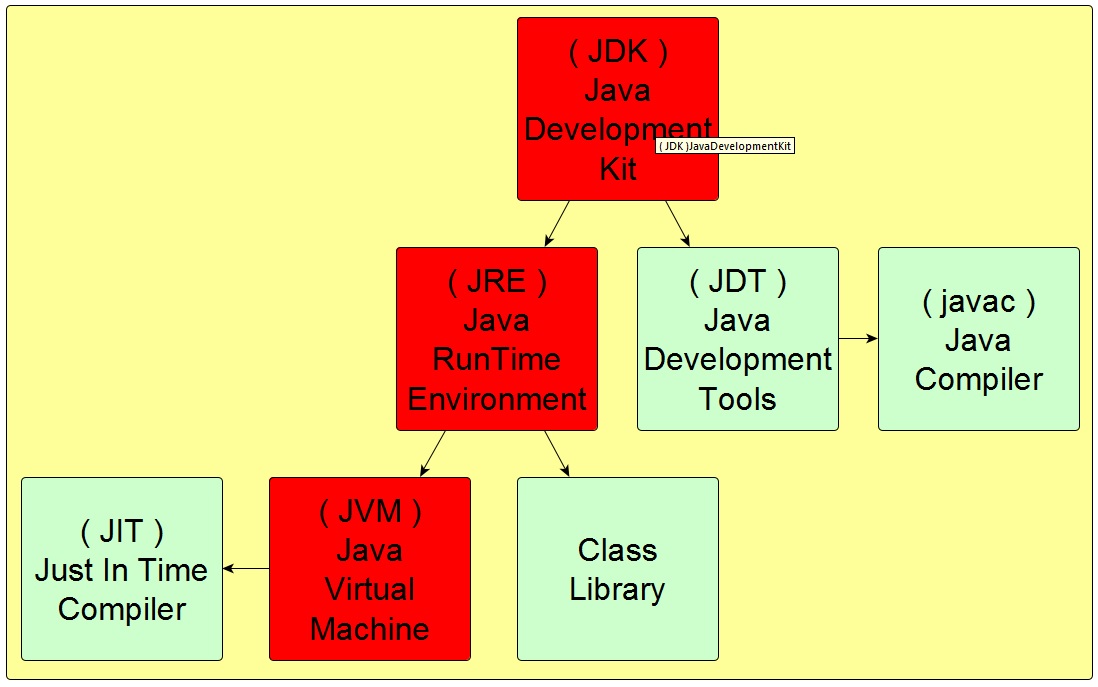 ( JDK )
Java
Development
Kit
( JDK )JavaDevelopmentKit
( JRE )
Java
RunTime
Environment
( JDT )
Java
Development
Tools
( javac )
Java
Compiler
( JIT )
Just In Time
Compiler
( JVM )
Java
Virtual
Machine
Class
Library